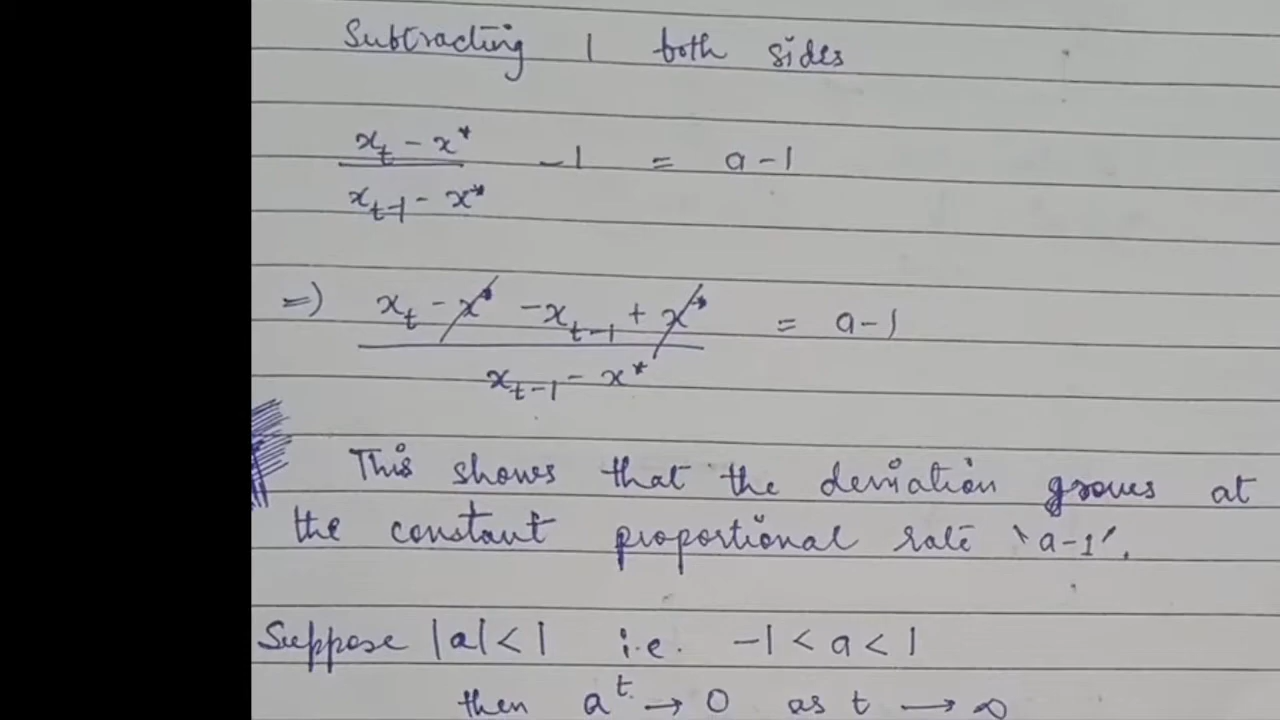 Subtracting 1 both sides
x_t - x* / x_{t-1} - x* - 1 = a - 1
=) x_t - x* - x_{t-1} + x* / x_{t-1} - x* = a - 1
This shows that the deviation grows at
the constant proportional rate 'a-1'.
Suppose |a| < 1 i.e. -1 < a < 1
then a^t → 0 as t → ∞